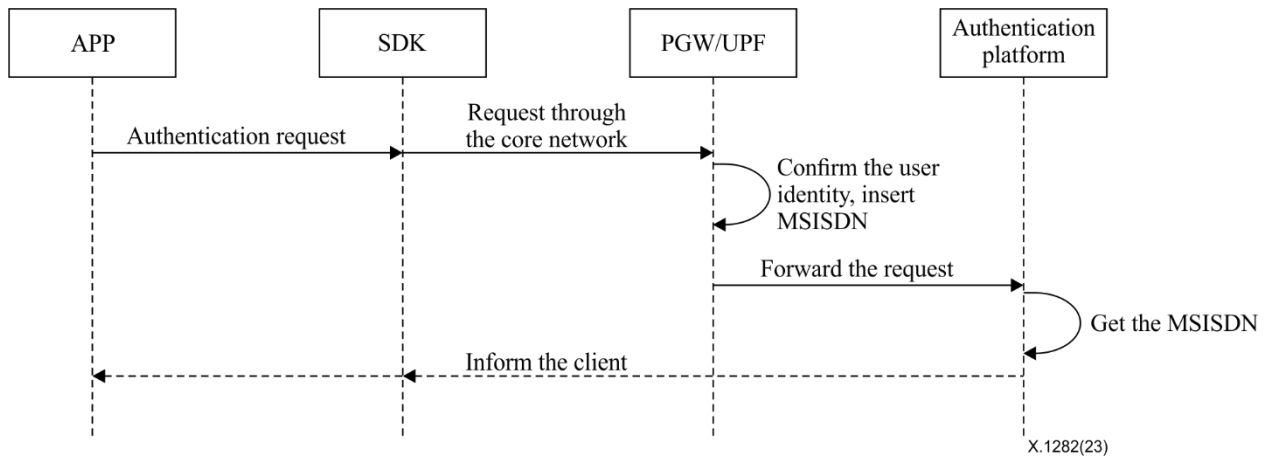 APP
SDK
PGW/UPF
Authentication
platform
Authentication request
Request through
the core network
Confirm the user
identity, insert
MSISDN
Forward the request
Get the MSISDN
Inform the client
X.1282(23)